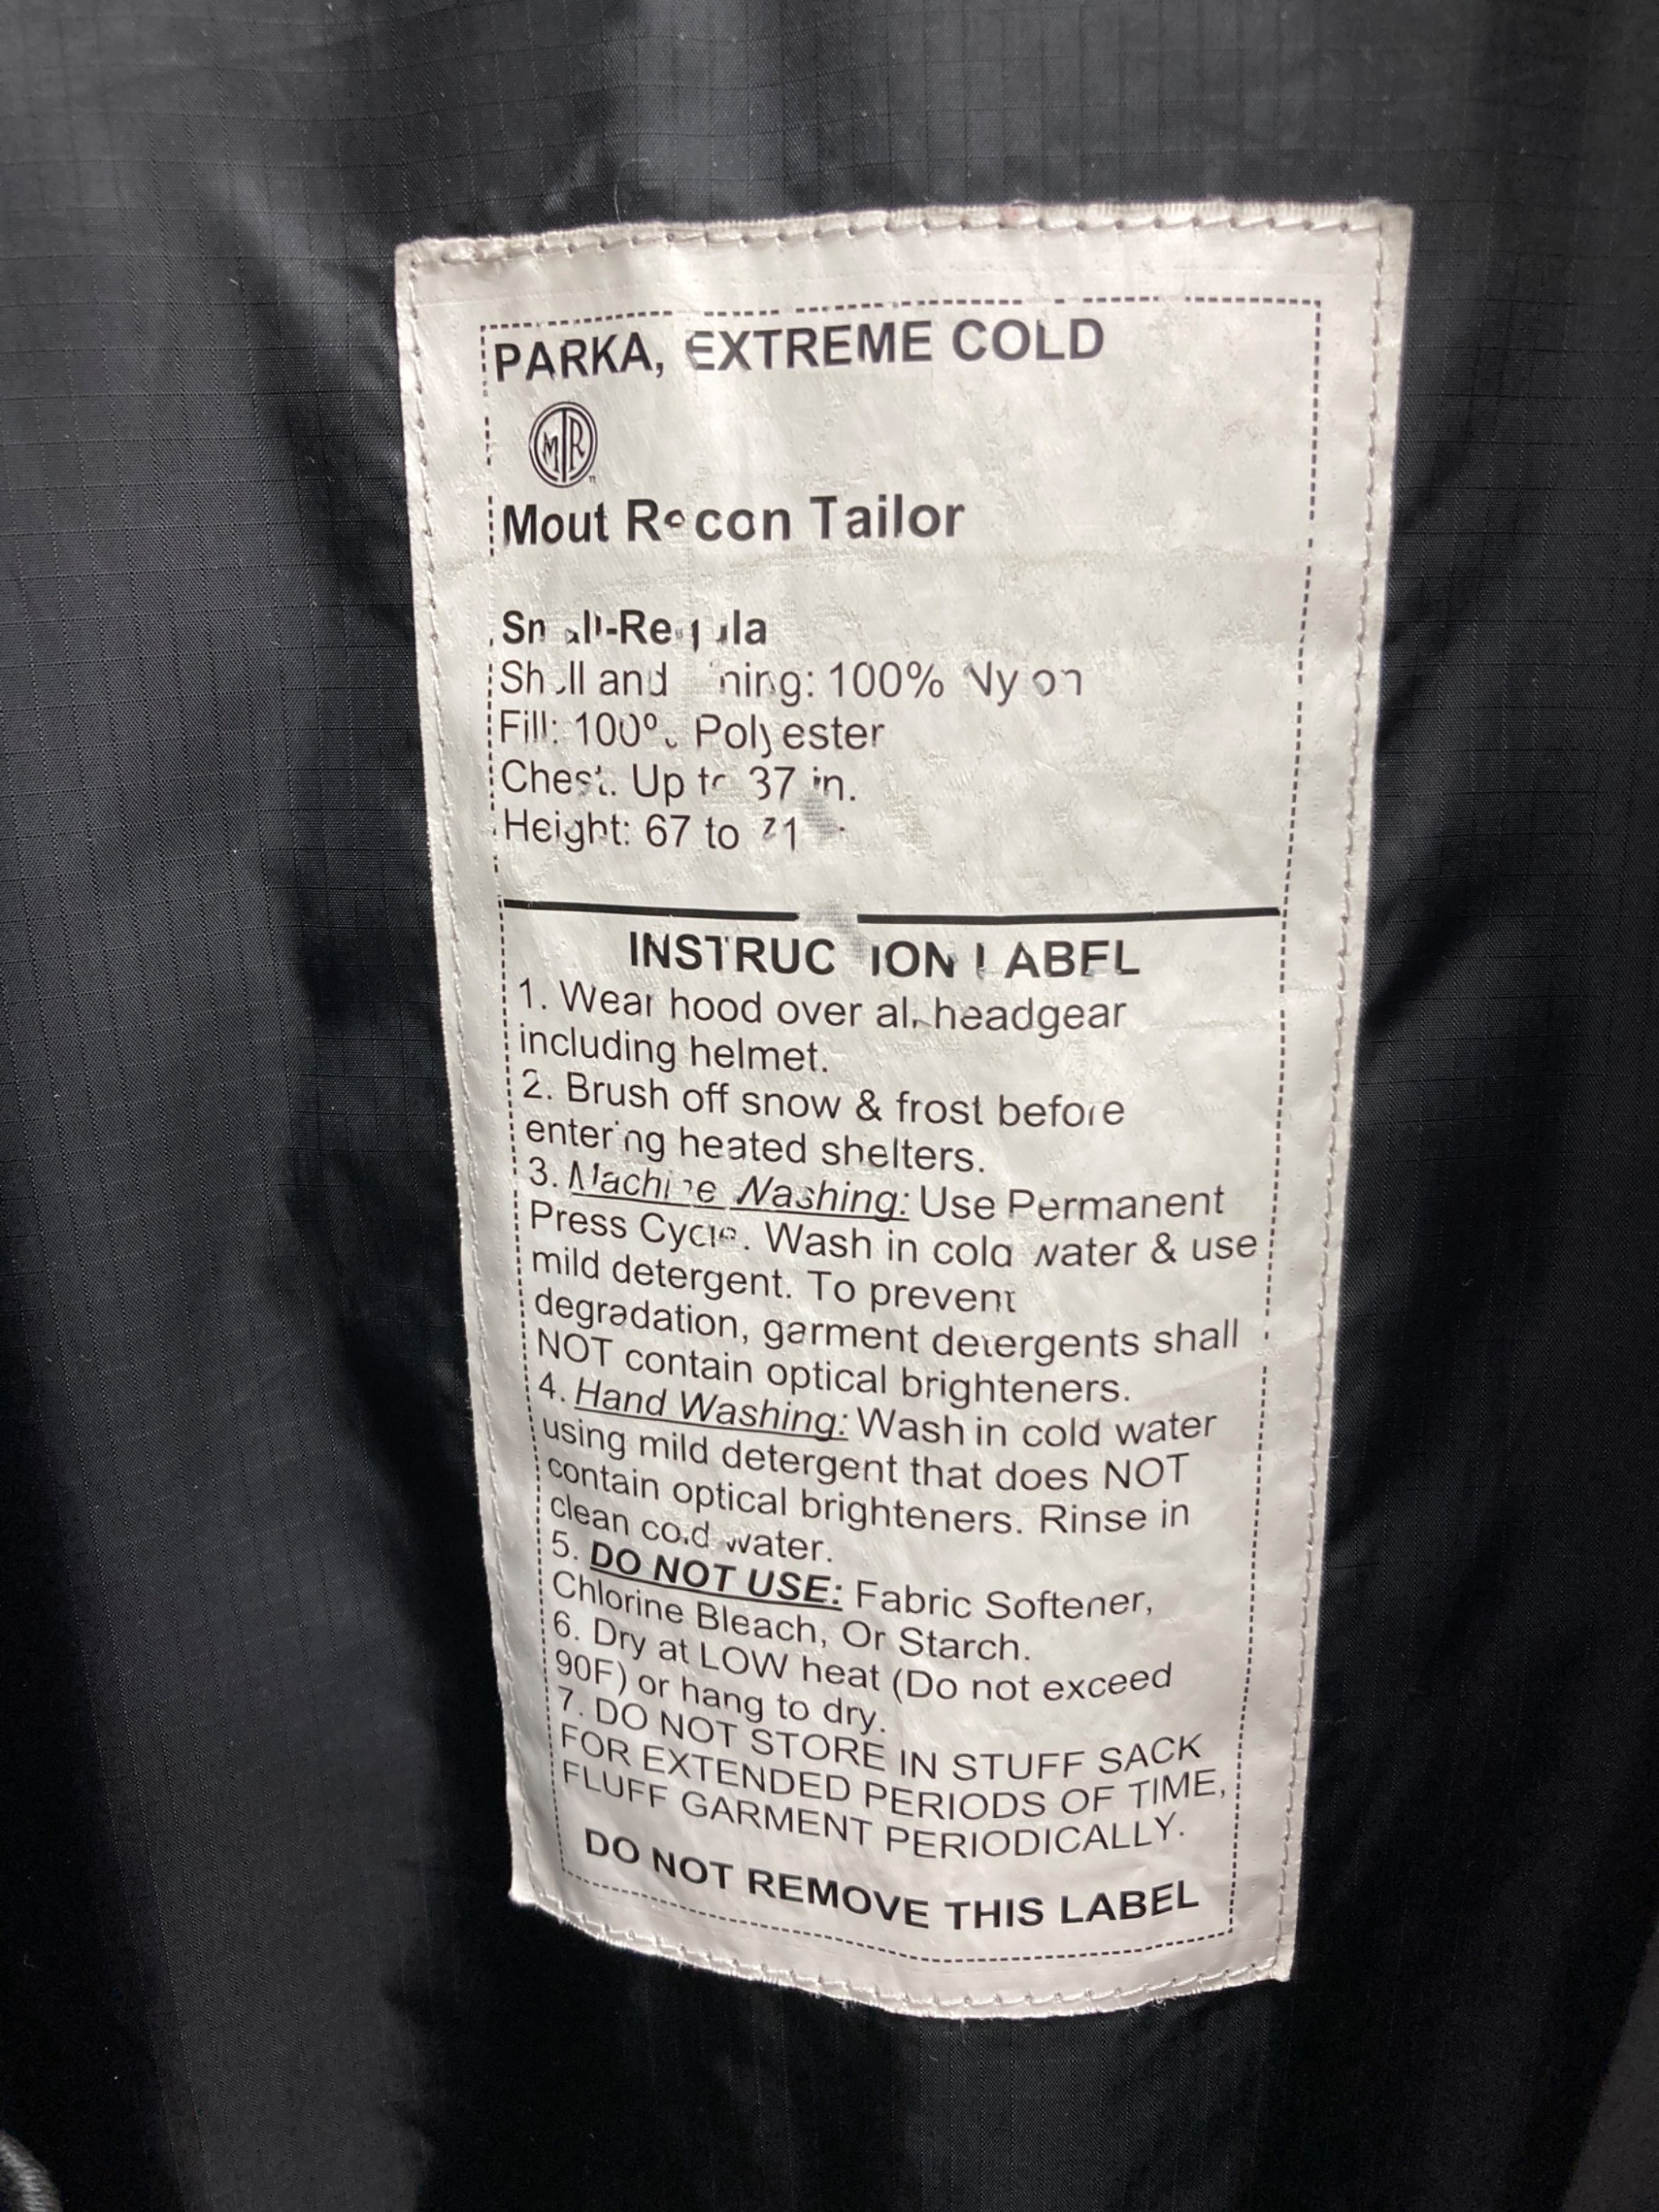 PARKA, EXTREME COLD
MTR
Mout Recon Tailor
Small-Regula
Shell and Lining: 100% Nylon
Fill: 100% Polyester
Chest: Up to 37 in.
Height: 67 to 71
INSTRUCTION LABEL
1. Wear hood over all headgear
including helmet.
2. Brush off snow & frost before
entering heated shelters.
3. Machine Washing: Use Permanent
Press Cycle. Wash in cold water & use
mild detergent. To prevent
degradation, garment detergents shall
NOT contain optical brighteners.
4. Hand Washing: Wash in cold water
using mild detergent that does NOT
contain optical brighteners. Rinse in
clean cold water.
5. DO NOT USE: Fabric Softener,
Chlorine Bleach, Or Starch.
6. Dry at LOW heat (Do not exceed
90F) or hang to dry.
7. DO NOT STORE IN STUFF SACK
FOR EXTENDED PERIODS OF TIME,
FLUFF GARMENT PERIODICALLY.
DO NOT REMOVE THIS LABEL